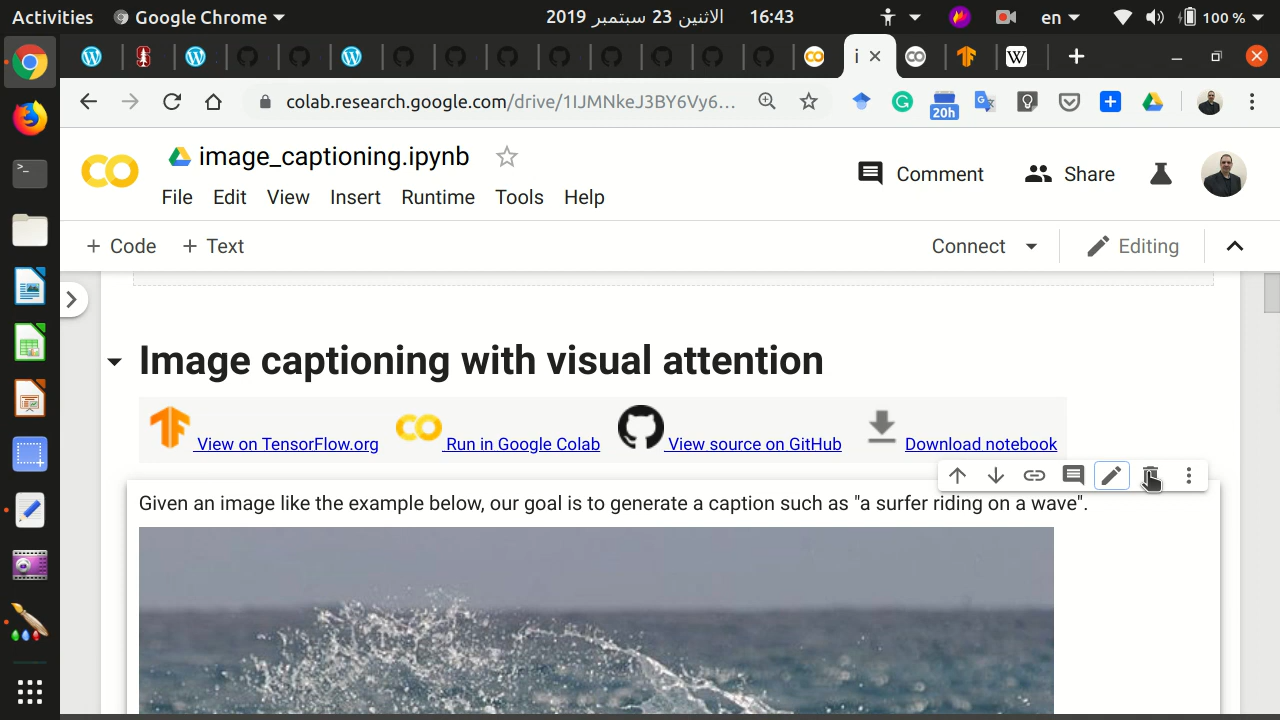 Activities Google Chrome الاثنين 23 سبتمبر 2019 16:43 en 100 %
i
colab.research.google.com/drive/1IJMNkeJ3BY6Vy6... 20h
image_captioning.ipynb
Comment Share
File Edit View Insert Runtime Tools Help
+ Code + Text Connect Editing
Image captioning with visual attention
View on TensorFlow.org Run in Google Colab View source on GitHub Download notebook
Given an image like the example below, our goal is to generate a caption such as "a surfer riding on a wave".